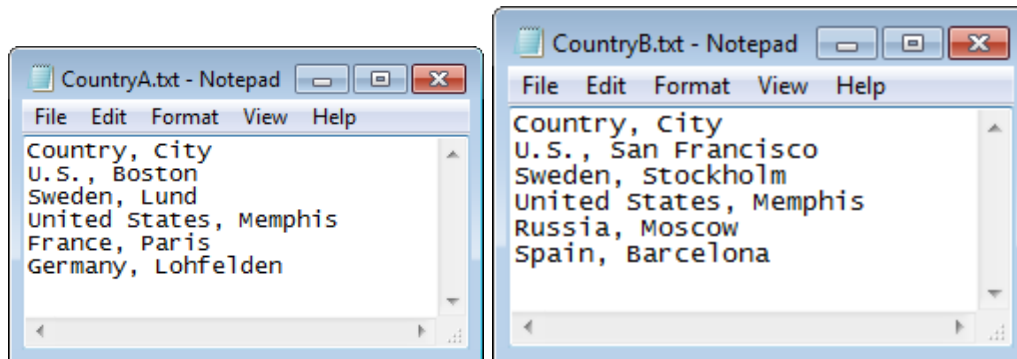 CountryA.txt - Notepad
File Edit Format View Help
Country, City
U.S., Boston
Sweden, Lund
United States, Memphis
France, Paris
Germany, Lohfelden
CountryB.txt - Notepad
File Edit Format View Help
Country, City
U.S., San Francisco
Sweden, Stockholm
United States, Memphis
Russia, Moscow
Spain, Barcelona